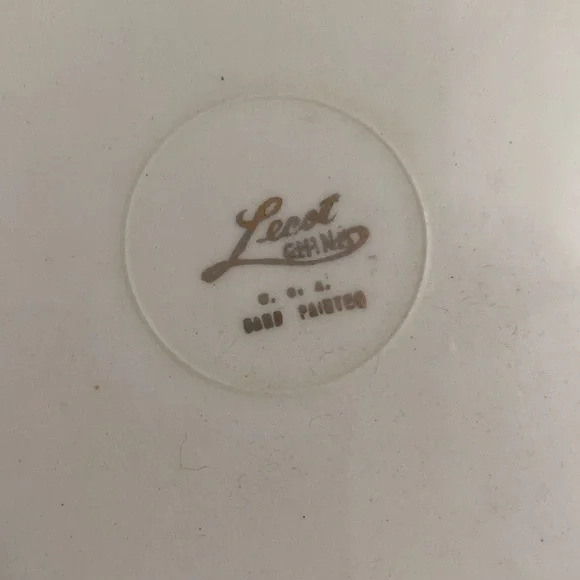 Lecot
CHINA
U. S. A.
HAND PAINTED